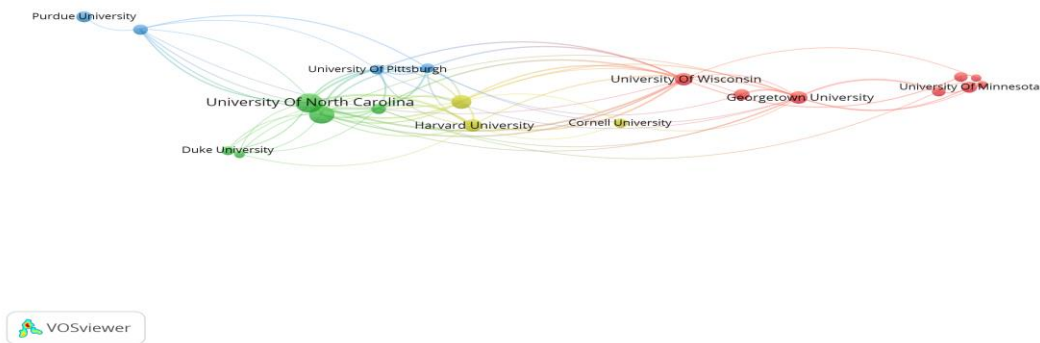 Purdue University
University Of Pittsburgh
University Of Wisconsin
University Of Minnesota
Georgetown University
University Of North Carolina
Harvard University
Cornell University
Duke University
VOSviewer